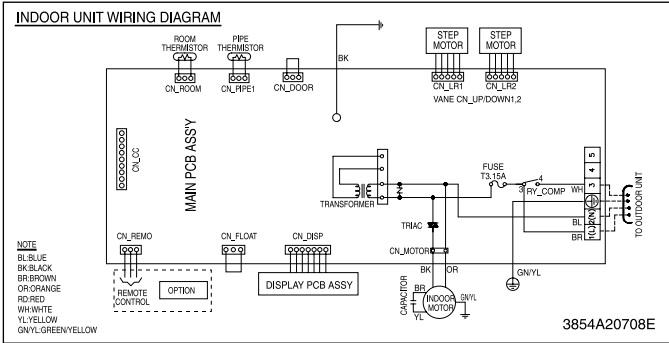 INDOOR UNIT WIRING DIAGRAM
ROOM THERMISTOR
PIPE THERMISTOR
BK
STEP MOTOR
STEP MOTOR
CN_ROOM
CN_PIPE1
CN_DOOR
CN_LR1
CN_LR2
VANE CN_UP/DOWN1,2
CN_CC
MAIN PCB ASS'Y
TRANSFORMER
FUSE
T3.15A
4
3
RY_COMP
WH
BL
BR
5
4
3
2(N)
1(L)
TO OUTDOOR UNIT
TRIAC
CN_MOTOR
BK
OR
GN/YL
CN_REMO
CN_FLOAT
CN_DISP
REMOTE CONTROL
OPTION
DISPLAY PCB ASSY
CAPACITOR
BR
YL
INDOOR MOTOR
GN/YL
NOTE
BL:BLUE
BK:BLACK
BR:BROWN
OR:ORANGE
RD:RED
WH:WHITE
YL:YELLOW
GN/YL:GREEN/YELLOW
3854A20708E